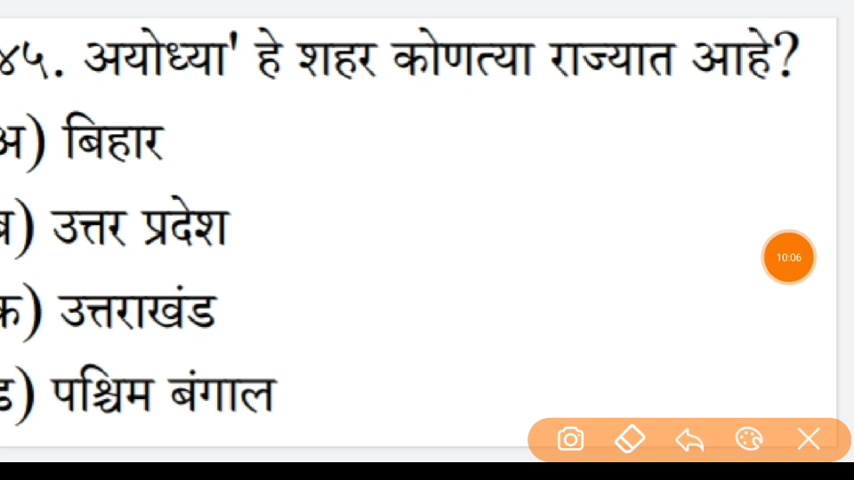 ४५. अयोध्या' हे शहर कोणत्या राज्यात आहे?
अ) बिहार
ब) उत्तर प्रदेश
10:06
क) उत्तराखंड
ड) पश्चिम बंगाल